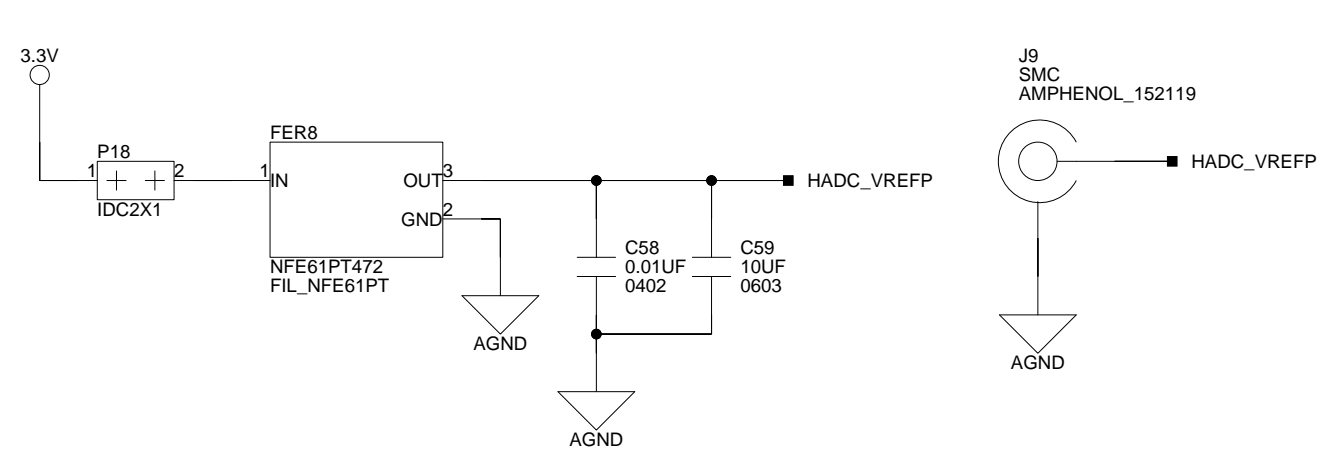 3.3V
P18
1 2
IDC2X1
FER8
1 IN
OUT 3
GND 2
NFE61PT472
FIL_NFE61PT
AGND
HADC_VREFP
C58
0.01UF
0402
C59
10UF
0603
AGND
J9
SMC
AMPHENOL_152119
HADC_VREFP
AGND